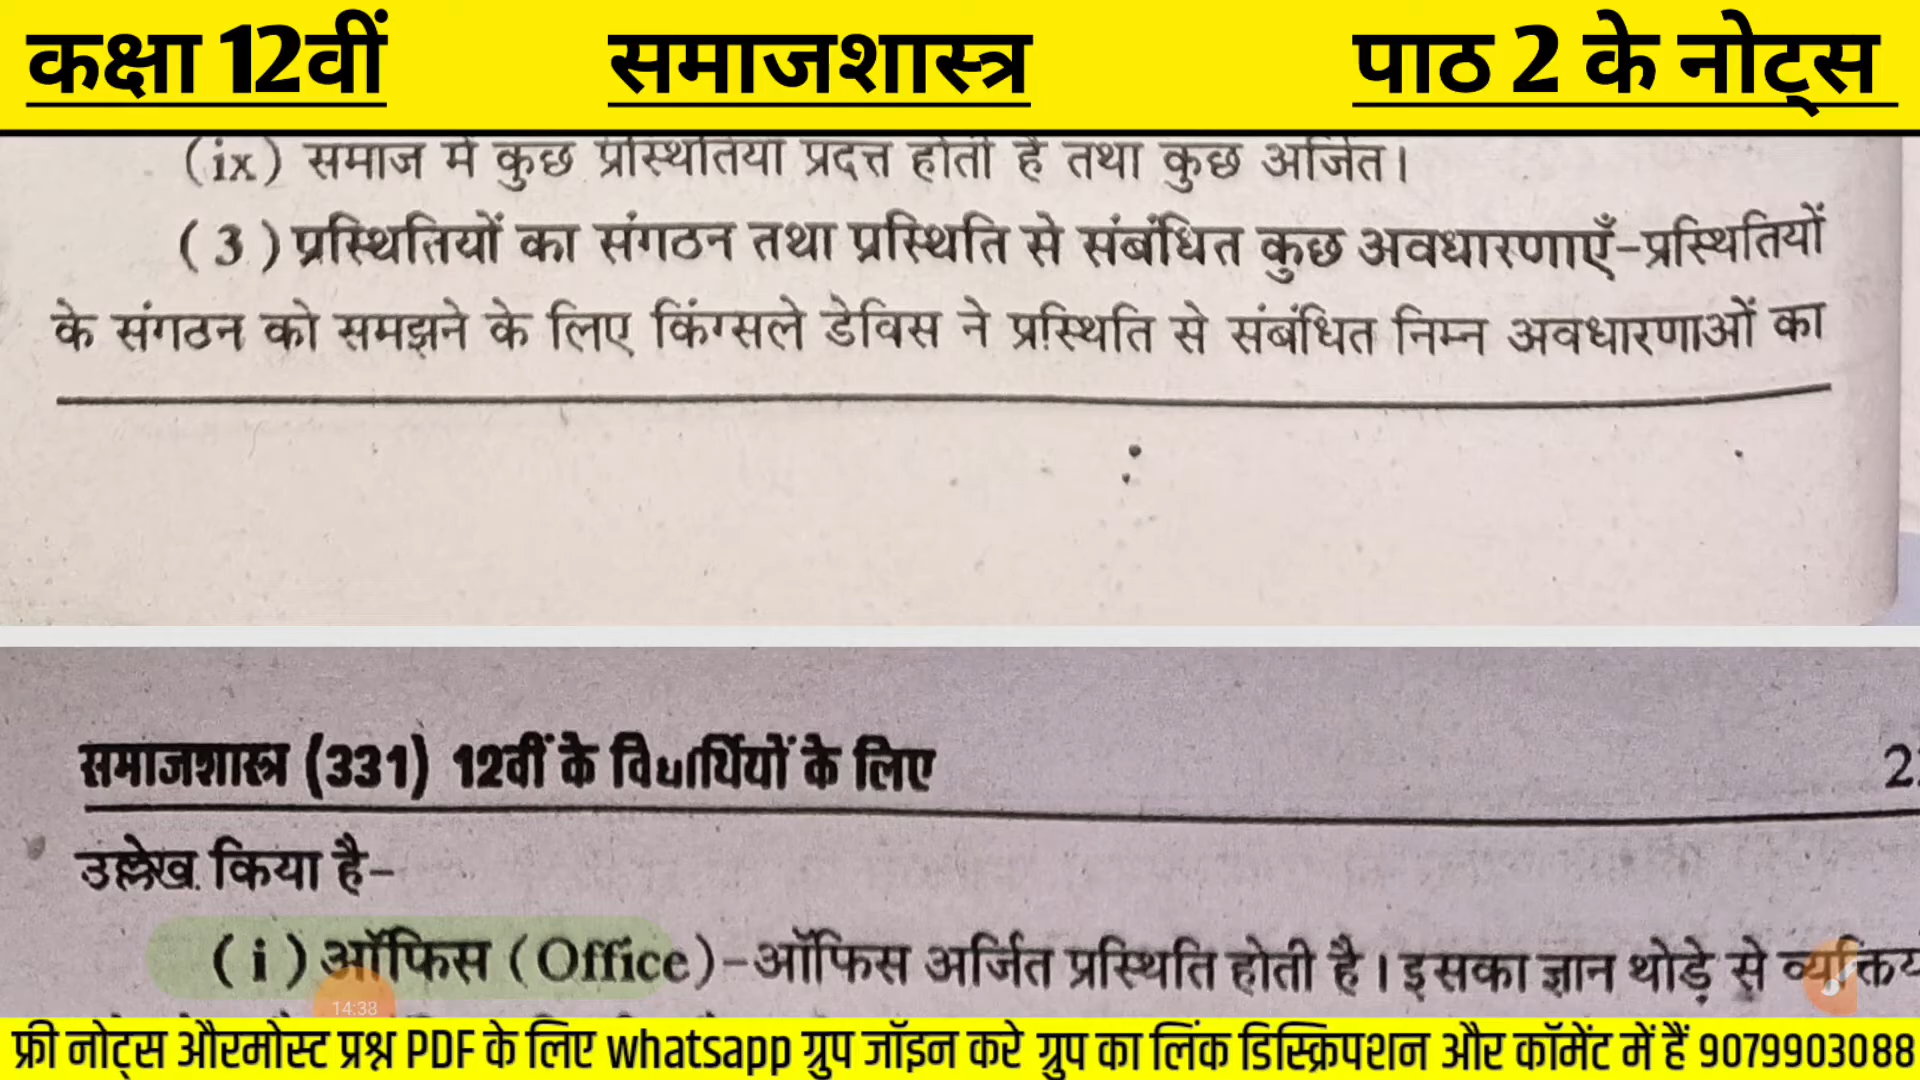 कक्षा 12वीं समाजशास्त्र पाठ 2 के नोट्स
(ix) समाज में कुछ प्रस्थितियां प्रदत्त होती हैं तथा कुछ अर्जित।
(3) प्रस्थितियों का संगठन तथा प्रस्थिति से संबंधित कुछ अवधारणाएँ-प्रस्थितियों
के संगठन को समझने के लिए किंग्सले डेविस ने प्रस्थिति से संबंधित निम्न अवधारणाओं का
समाजशास्त्र (331) 12वीं के विद्यार्थियों के लिए
उल्लेख किया है-
(i) ऑफिस (Office)-ऑफिस अर्जित प्रस्थिति होती है। इसका ज्ञान थोड़े से
14:38
फ्री नोट्स औरमोस्ट प्रश्न PDF के लिए whatsapp ग्रुप जॉइन करे ग्रुप का लिंक डिस्क्रिपशन और कॉमेंट में हैं 9079903088